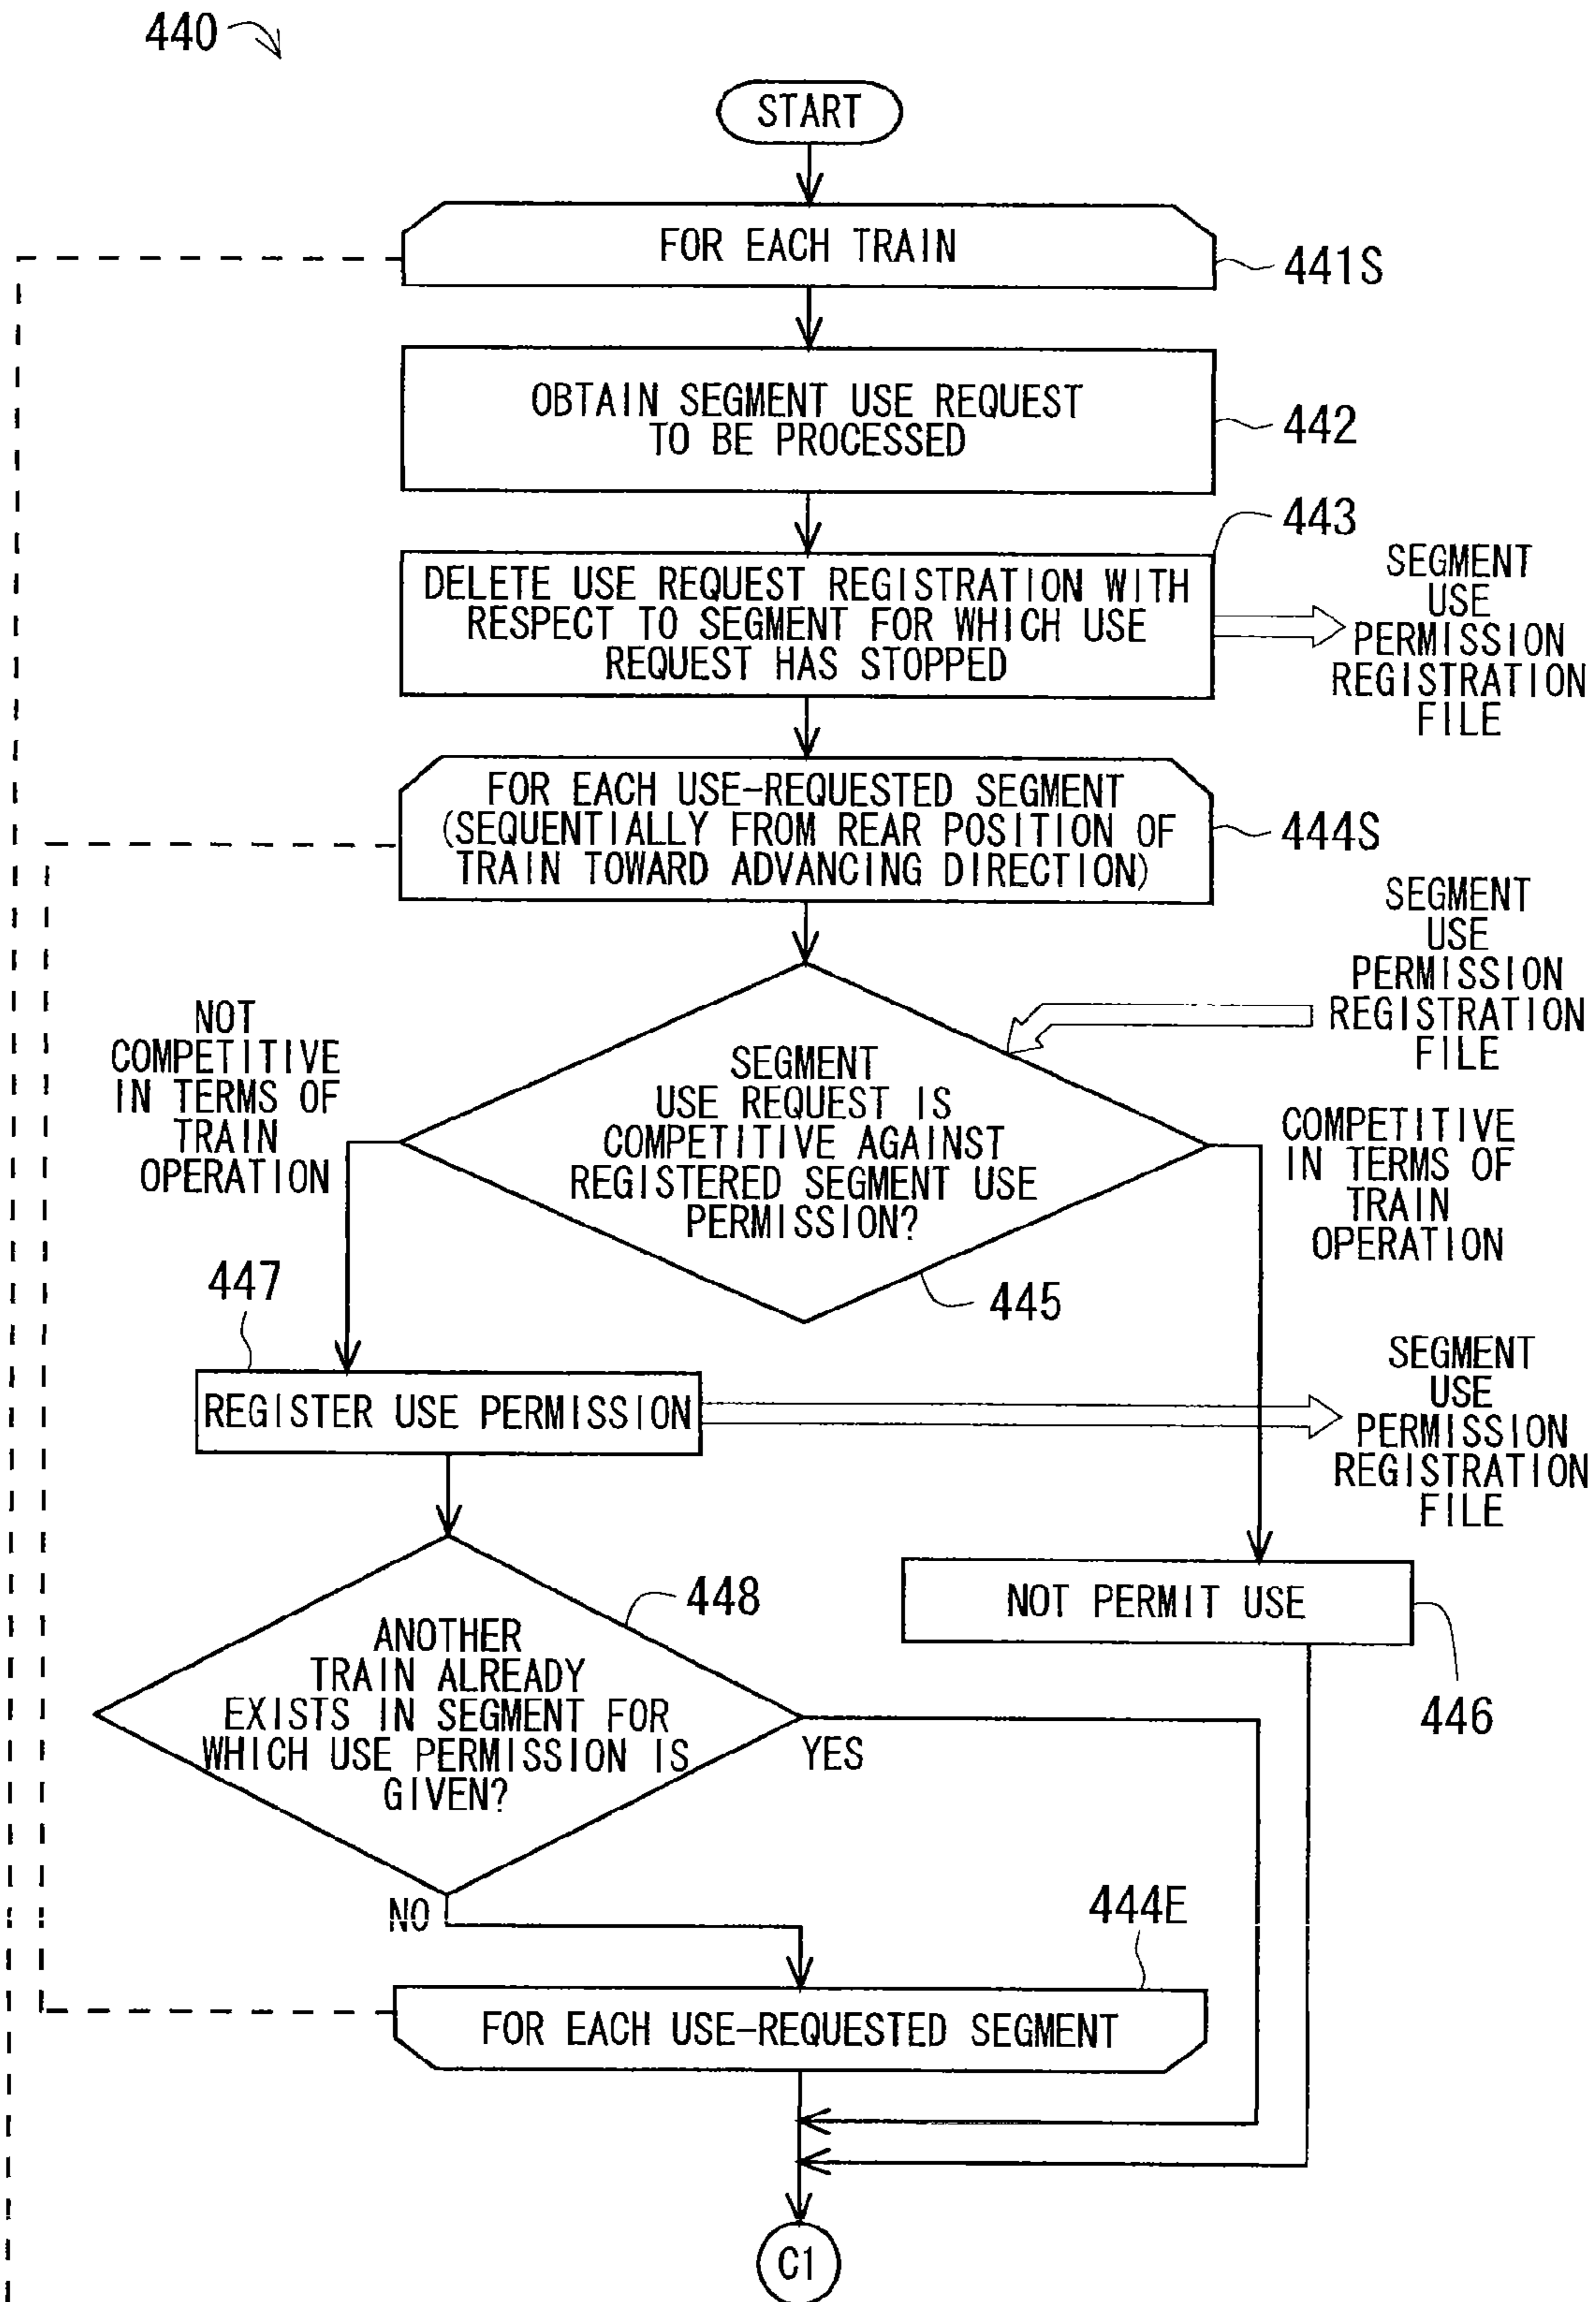 440
START
FOR EACH TRAIN
441S
OBTAIN SEGMENT USE REQUEST
TO BE PROCESSED
442
443
DELETE USE REQUEST REGISTRATION WITH
RESPECT TO SEGMENT FOR WHICH USE
REQUEST HAS STOPPED
SEGMENT
USE
PERMISSION
REGISTRATION
FILE
FOR EACH USE-REQUESTED SEGMENT
(SEQUENTIALLY FROM REAR POSITION OF
TRAIN TOWARD ADVANCING DIRECTION)
444S
SEGMENT
USE
PERMISSION
REGISTRATION
FILE
NOT
COMPETITIVE
IN TERMS OF
TRAIN
OPERATION
SEGMENT
USE REQUEST IS
COMPETITIVE AGAINST
REGISTERED SEGMENT USE
PERMISSION?
COMPETITIVE
IN TERMS OF
TRAIN
OPERATION
445
447
REGISTER USE PERMISSION
SEGMENT
USE
PERMISSION
REGISTRATION
FILE
448
NOT PERMIT USE
446
ANOTHER
TRAIN ALREADY
EXISTS IN SEGMENT FOR
WHICH USE PERMISSION IS
GIVEN?
YES
NO
444E
FOR EACH USE-REQUESTED SEGMENT
C1